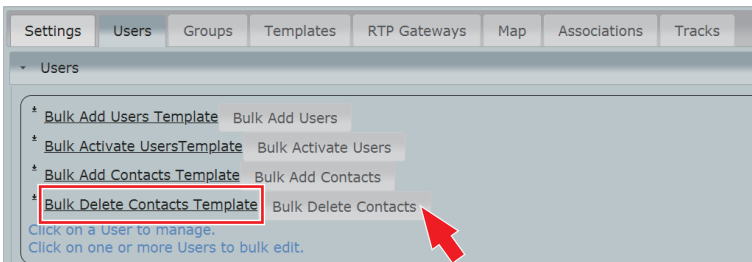 Settings Users Groups Templates RTP Gateways Map Associations Tracks
Users
* Bulk Add Users Template Bulk Add Users
* Bulk Activate UsersTemplate Bulk Activate Users
* Bulk Add Contacts Template Bulk Add Contacts
* Bulk Delete Contacts Template Bulk Delete Contacts
Click on a User to manage.
Click on one or more Users to bulk edit.